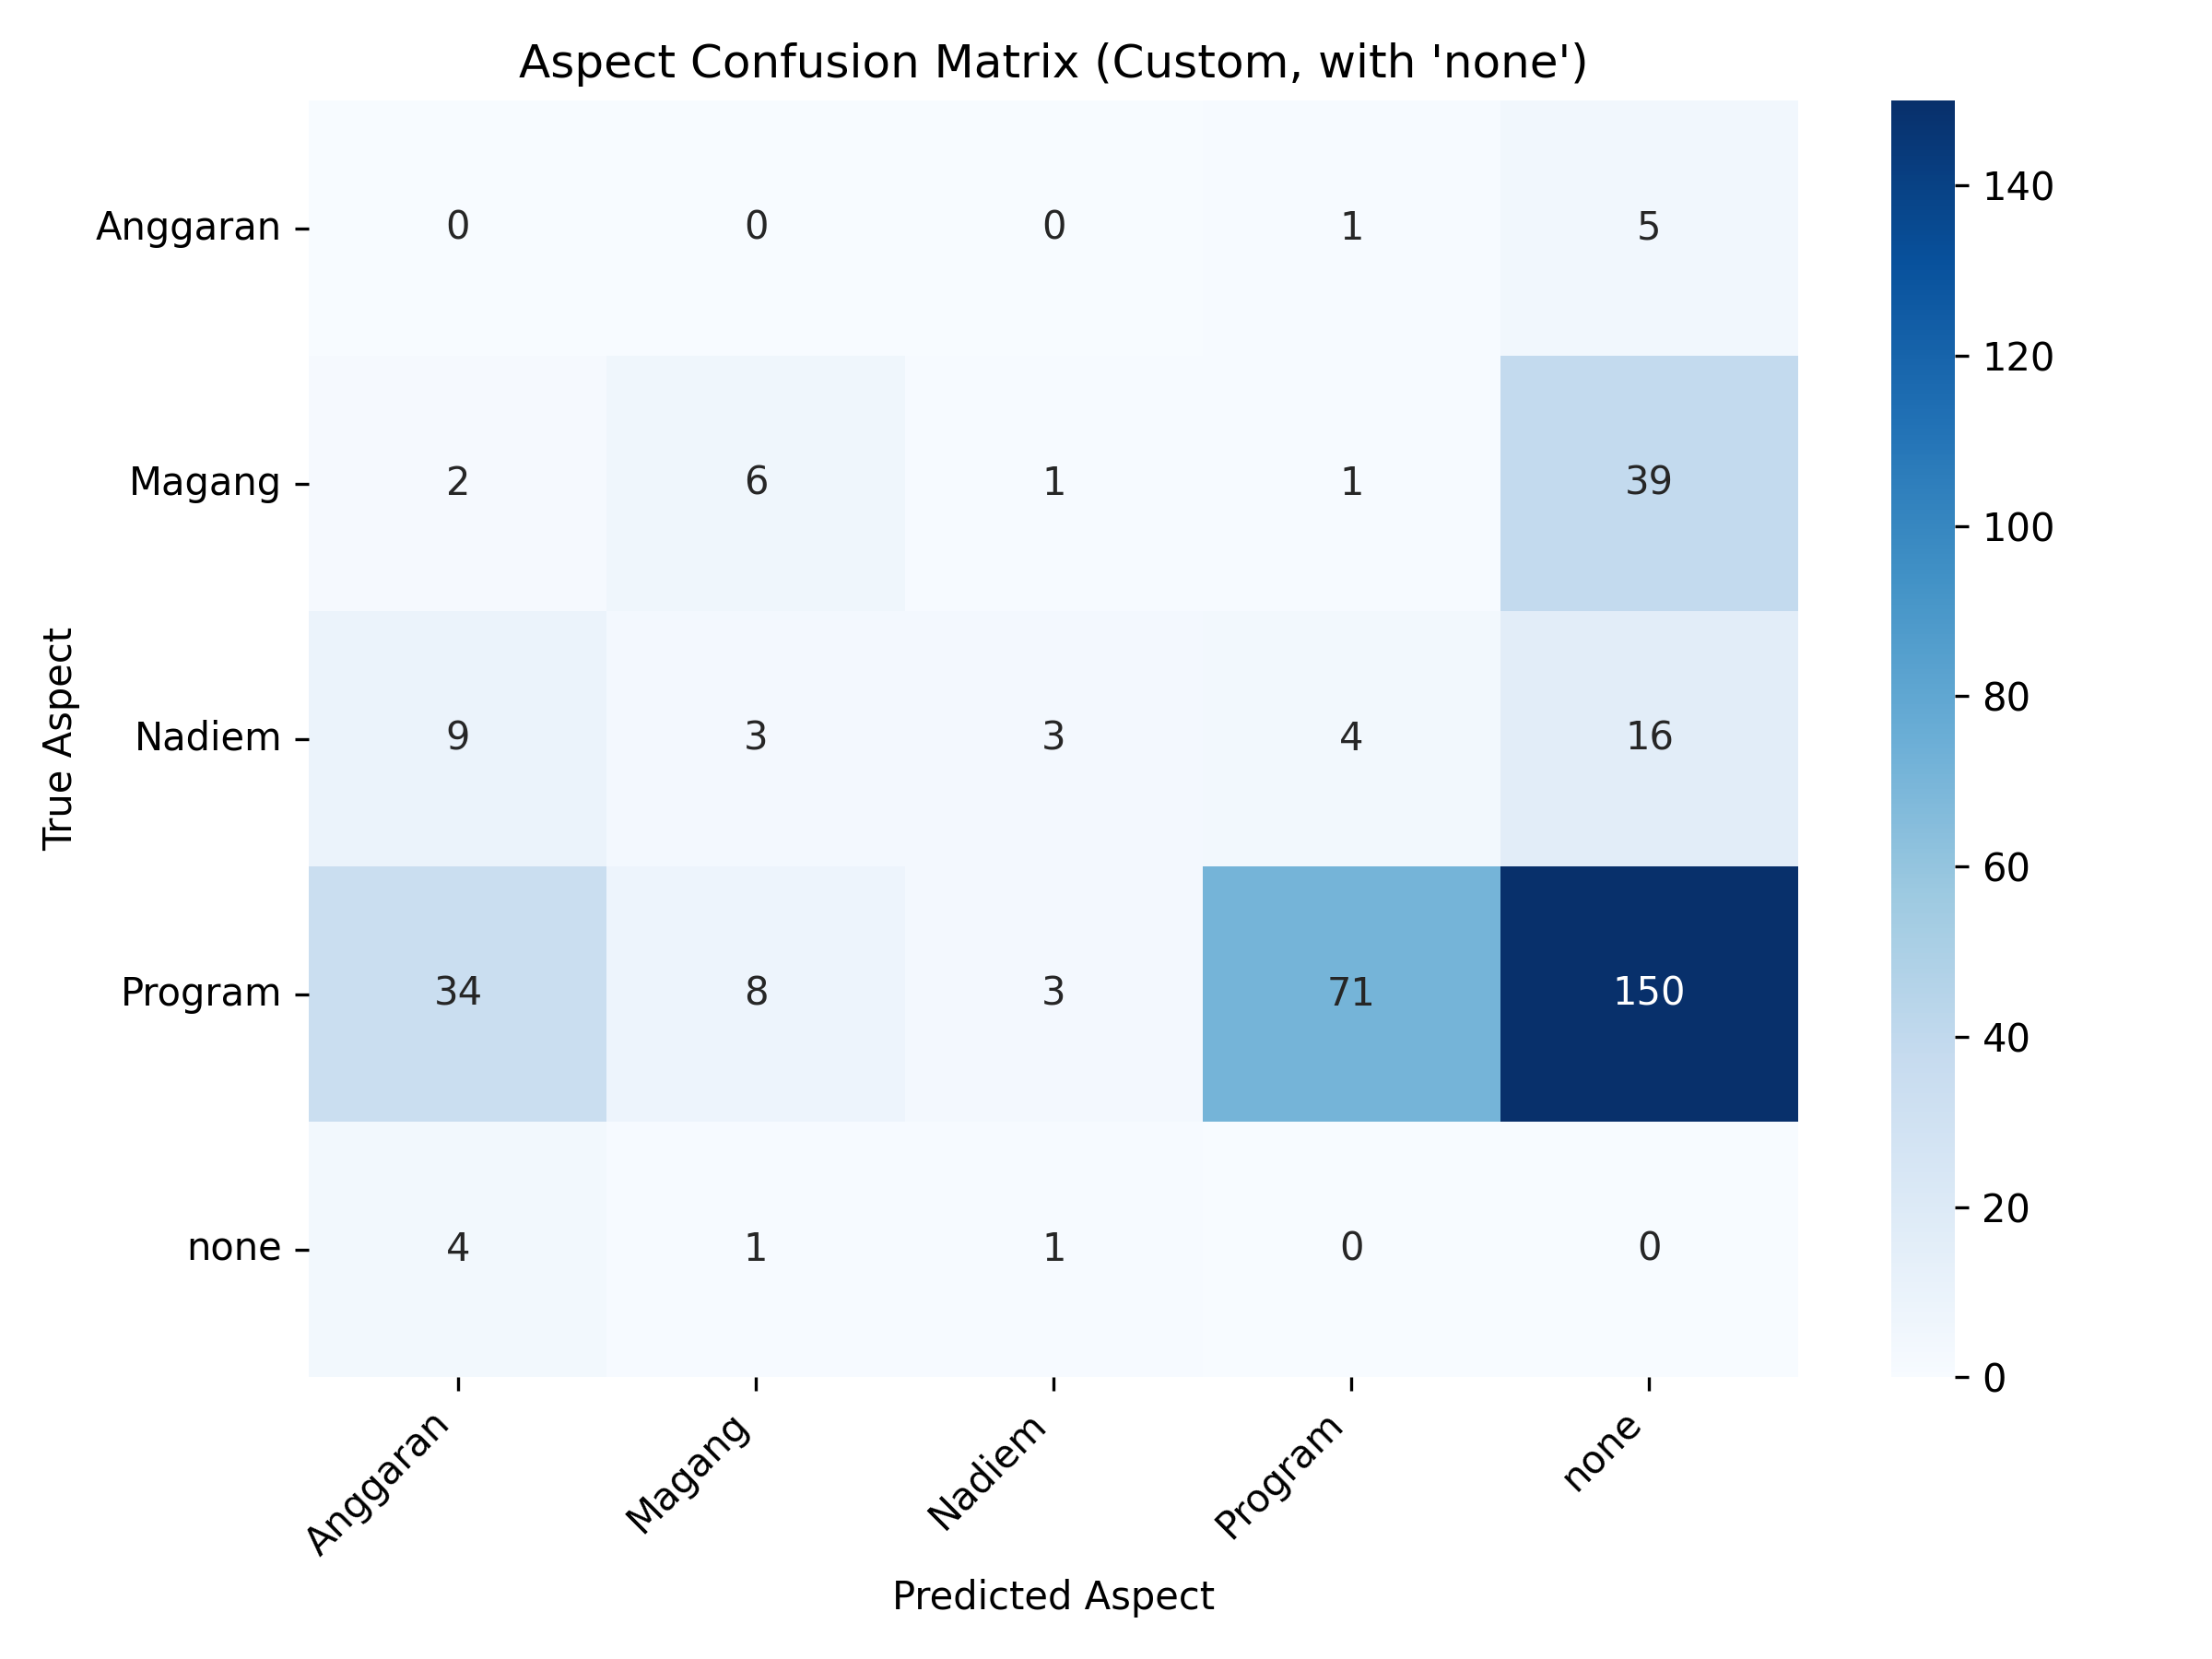 Aspect Confusion Matrix (Custom, with 'none')
True Aspect
Anggaran 0 0 0 1 5
Magang 2 6 1 1 39
Nadiem 9 3 3 4 16
Program 34 8 3 71 150
none 4 1 1 0 0
Anggaran Magang Nadiem Program none
Predicted Aspect
140
120
100
80
60
40
20
0